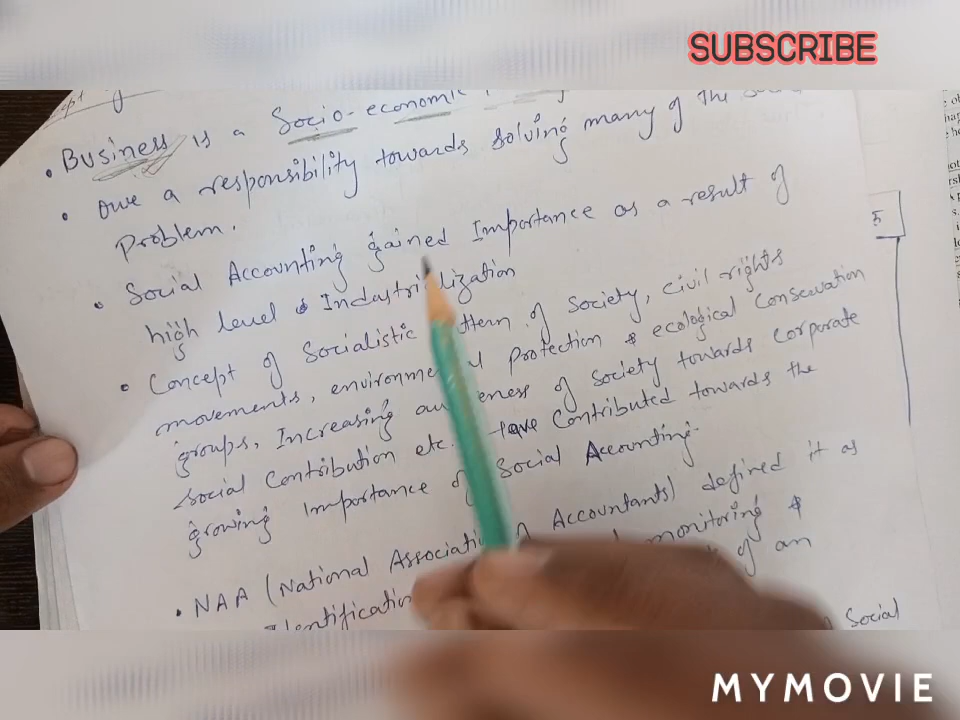 SUBSCRIBE
• Business is a Socio-economic
• owe a responsibility towards solving many of the
problem.
• Social Accounting gained Importance as a result of
high level Industrialization
• Concept of Socialistic pattern of Society, civil rights
movements, environmental protection & ecological Conservation
groups, Increasing awareness of society towards corporate
social Contribution etc. Have Contributed towards the
growing Importance of Social Accounting.
• NAA (National Association of Accountants) defined it as
Identification monitoring &
of an
Social
MYMOVIE